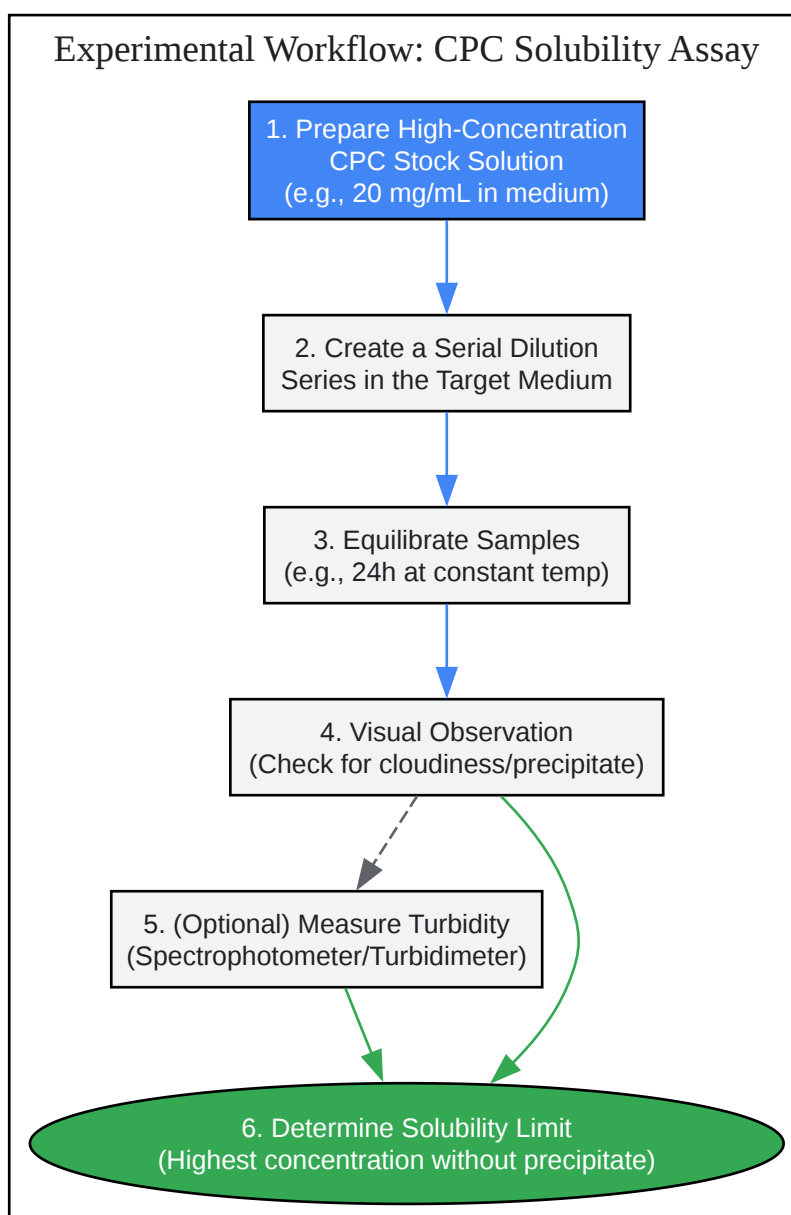 Experimental Workflow: CPC Solubility Assay
1. Prepare High-Concentration
CPC Stock Solution
(e.g., 20 mg/mL in medium)
2. Create a Serial Dilution
Series in the Target Medium
3. Equilibrate Samples
(e.g., 24h at constant temp)
4. Visual Observation
(Check for cloudiness/precipitate)
5. (Optional) Measure Turbidity
(Spectrophotometer/Turbidimeter)
6. Determine Solubility Limit
(Highest concentration without precipitate)